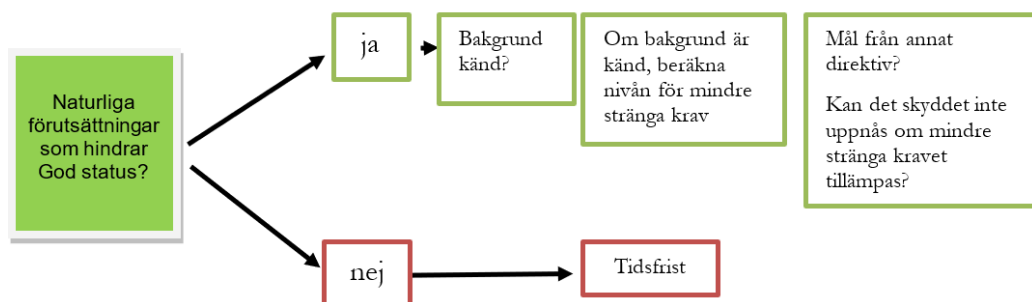 Naturliga
förutsättningar
som hindrar
God status?
ja
Bakgrund
känd?
Om bakgrund är
känd, beräkna
nivån för mindre
stränga krav
Mål från annat
direktiv?
Kan det skyddet inte
uppnås om mindre
stränga kravet
tillämpas?
nej
Tidsfrist